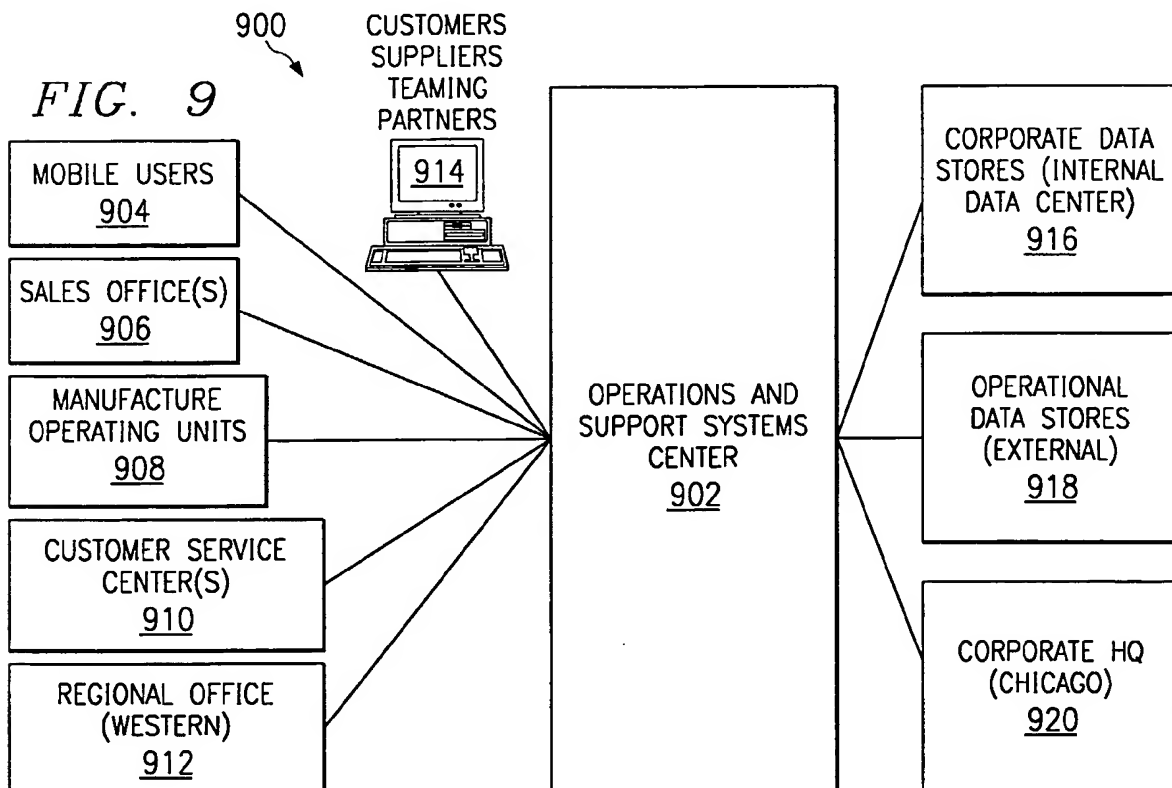 900
FIG. 9
CUSTOMERS
SUPPLIERS
TEAMING
PARTNERS
914
MOBILE USERS
904
SALES OFFICE(S)
906
MANUFACTURE
OPERATING UNITS
908
CUSTOMER SERVICE
CENTER(S)
910
REGIONAL OFFICE
(WESTERN)
912
OPERATIONS AND
SUPPORT SYSTEMS
CENTER
902
CORPORATE DATA
STORES (INTERNAL
DATA CENTER)
916
OPERATIONAL
DATA STORES
(EXTERNAL)
918
CORPORATE HQ
(CHICAGO)
920